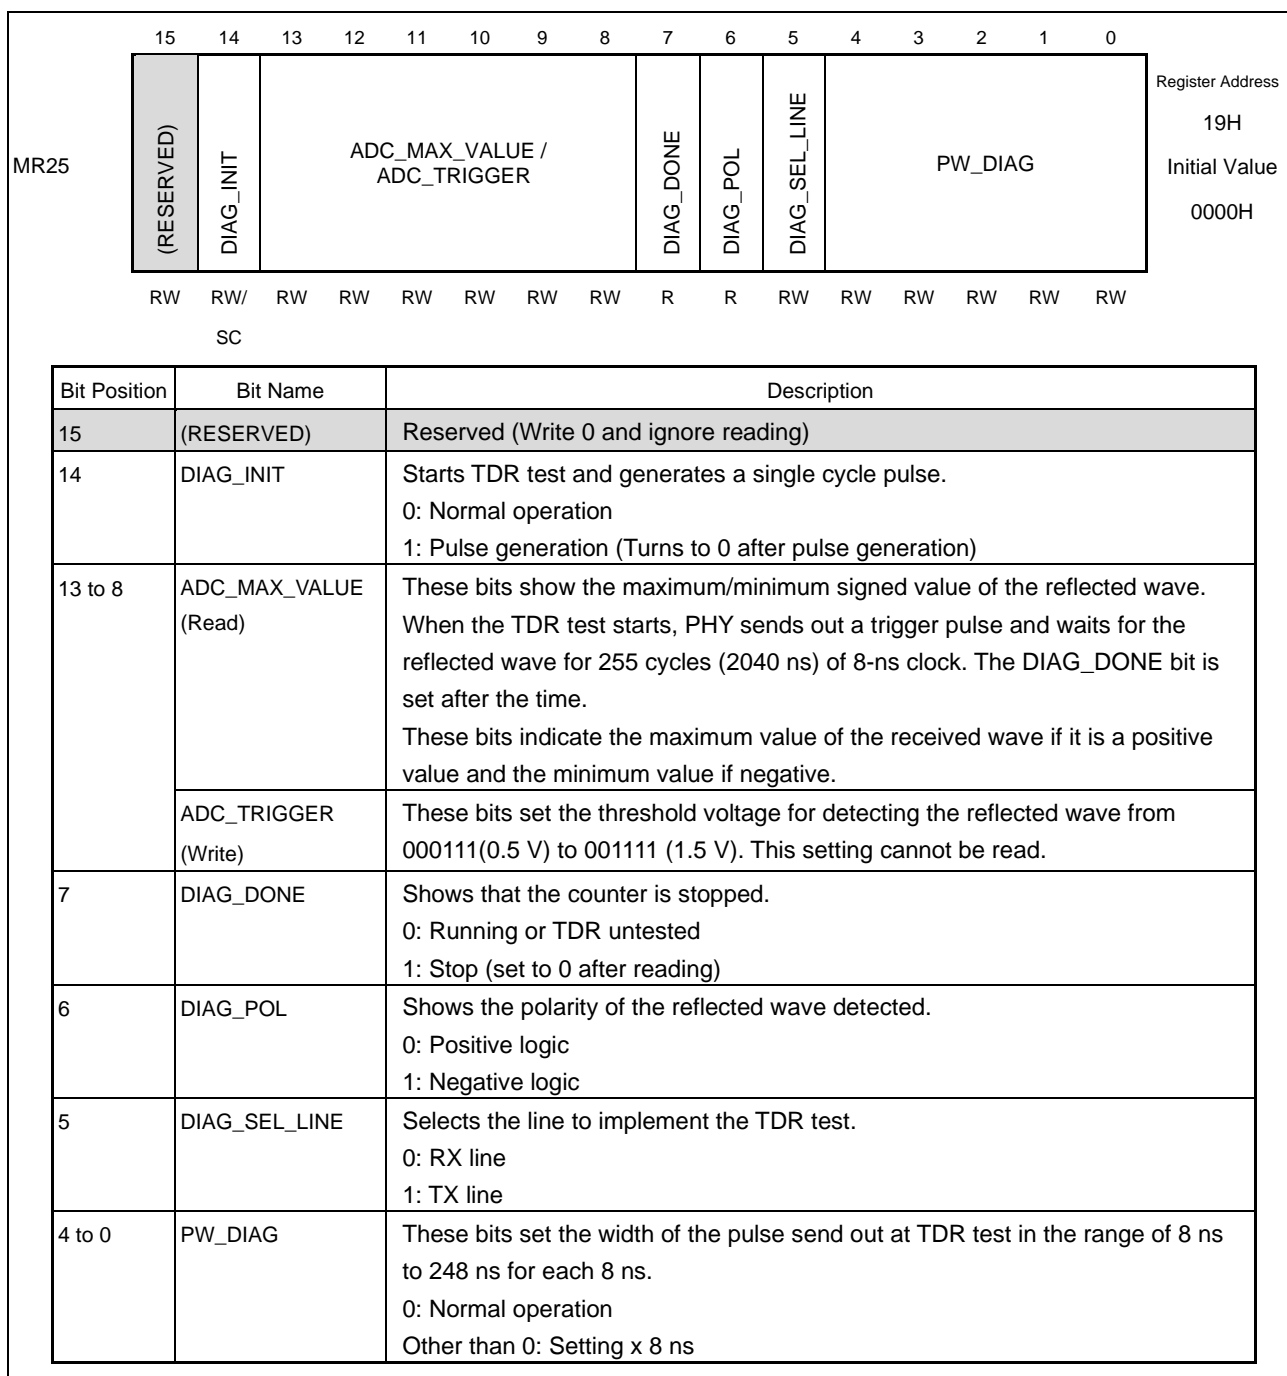 15 14 13 12 11 10 9 8 7 6 5 4 3 2 1 0
MR25
(RESERVED)
DIAG_INIT
ADC_MAX_VALUE /
ADC_TRIGGER
DIAG_DONE
DIAG_POL
DIAG_SEL_LINE
PW_DIAG
Register Address
19H
Initial Value
0000H
RW RW/ RW RW RW RW RW RW R R RW RW RW RW RW RW
SC
Bit Position Bit Name Description
15 (RESERVED) Reserved (Write 0 and ignore reading)
14 DIAG_INIT Starts TDR test and generates a single cycle pulse.
0: Normal operation
1: Pulse generation (Turns to 0 after pulse generation)
13 to 8 ADC_MAX_VALUE These bits show the maximum/minimum signed value of the reflected wave.
(Read) When the TDR test starts, PHY sends out a trigger pulse and waits for the
reflected wave for 255 cycles (2040 ns) of 8-ns clock. The DIAG_DONE bit is
set after the time.
These bits indicate the maximum value of the received wave if it is a positive
value and the minimum value if negative.
ADC_TRIGGER These bits set the threshold voltage for detecting the reflected wave from
(Write) 000111(0.5 V) to 001111 (1.5 V). This setting cannot be read.
7 DIAG_DONE Shows that the counter is stopped.
0: Running or TDR untested
1: Stop (set to 0 after reading)
6 DIAG_POL Shows the polarity of the reflected wave detected.
0: Positive logic
1: Negative logic
5 DIAG_SEL_LINE Selects the line to implement the TDR test.
0: RX line
1: TX line
4 to 0 PW_DIAG These bits set the width of the pulse send out at TDR test in the range of 8 ns
to 248 ns for each 8 ns.
0: Normal operation
Other than 0: Setting x 8 ns